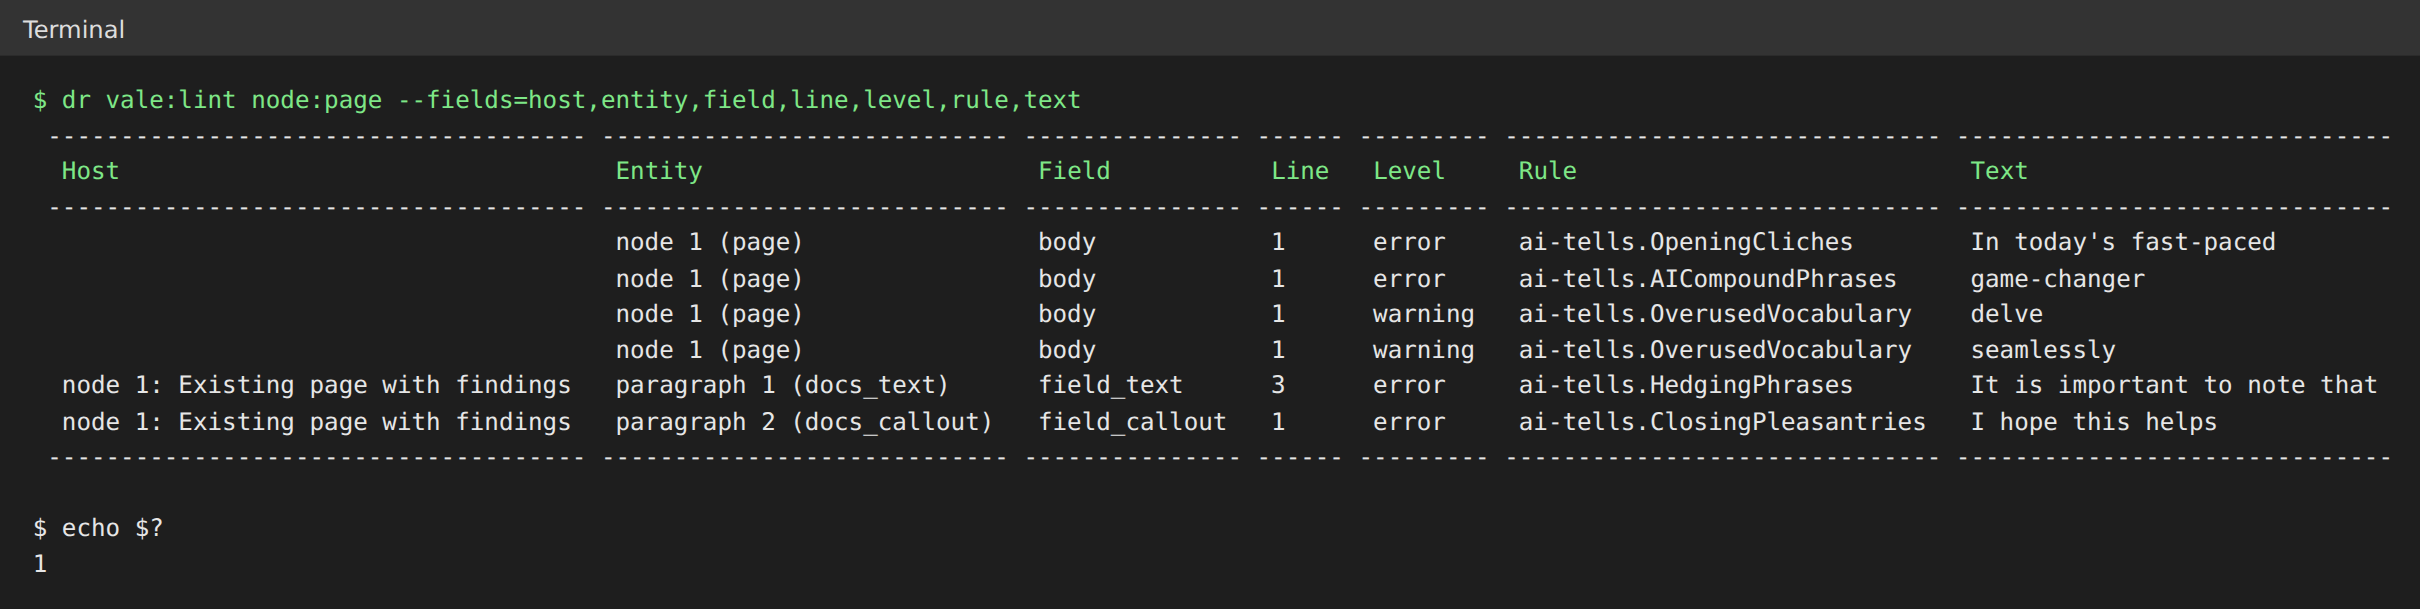 Terminal
$ dr vale:lint node:page --fields=host,entity,field,line,level,rule,text
------------------------------------- ---------------------------- --------------- ------ --------- ------------------------------ ------------------------------
Host Entity Field Line Level Rule Text
------------------------------------- ---------------------------- --------------- ------ --------- ------------------------------ ------------------------------
node 1 (page) body 1 error ai-tells.OpeningCliches In today's fast-paced
node 1 (page) body 1 error ai-tells.AICompoundPhrases game-changer
node 1 (page) body 1 warning ai-tells.OverusedVocabulary delve
node 1 (page) body 1 warning ai-tells.OverusedVocabulary seamlessly
node 1: Existing page with findings paragraph 1 (docs_text) field_text 3 error ai-tells.HedgingPhrases It is important to note that
node 1: Existing page with findings paragraph 2 (docs_callout) field_callout 1 error ai-tells.ClosingPleasantries I hope this helps
------------------------------------- ---------------------------- --------------- ------ --------- ------------------------------ ------------------------------
$ echo $?
1